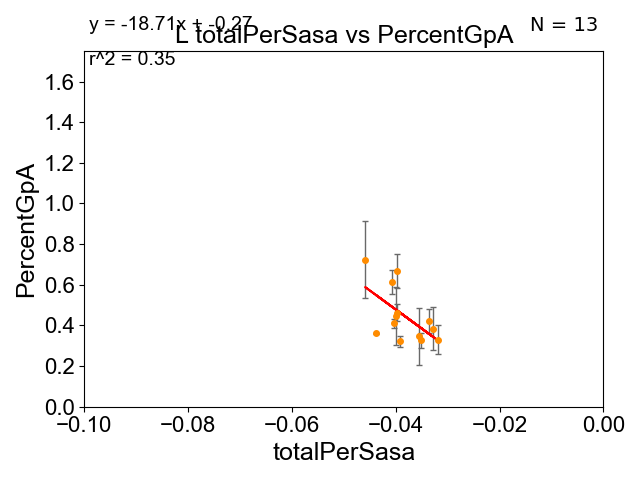 y = -18.71x + -0.27
N = 13
L totalPerSasa vs PercentGpA
r^2 = 0.35
PercentGpA
1.6
1.4
1.2
1.0
0.8
0.6
0.4
0.2
0.0
−0.10 −0.08 −0.06 −0.04 −0.02 0.00
totalPerSasa